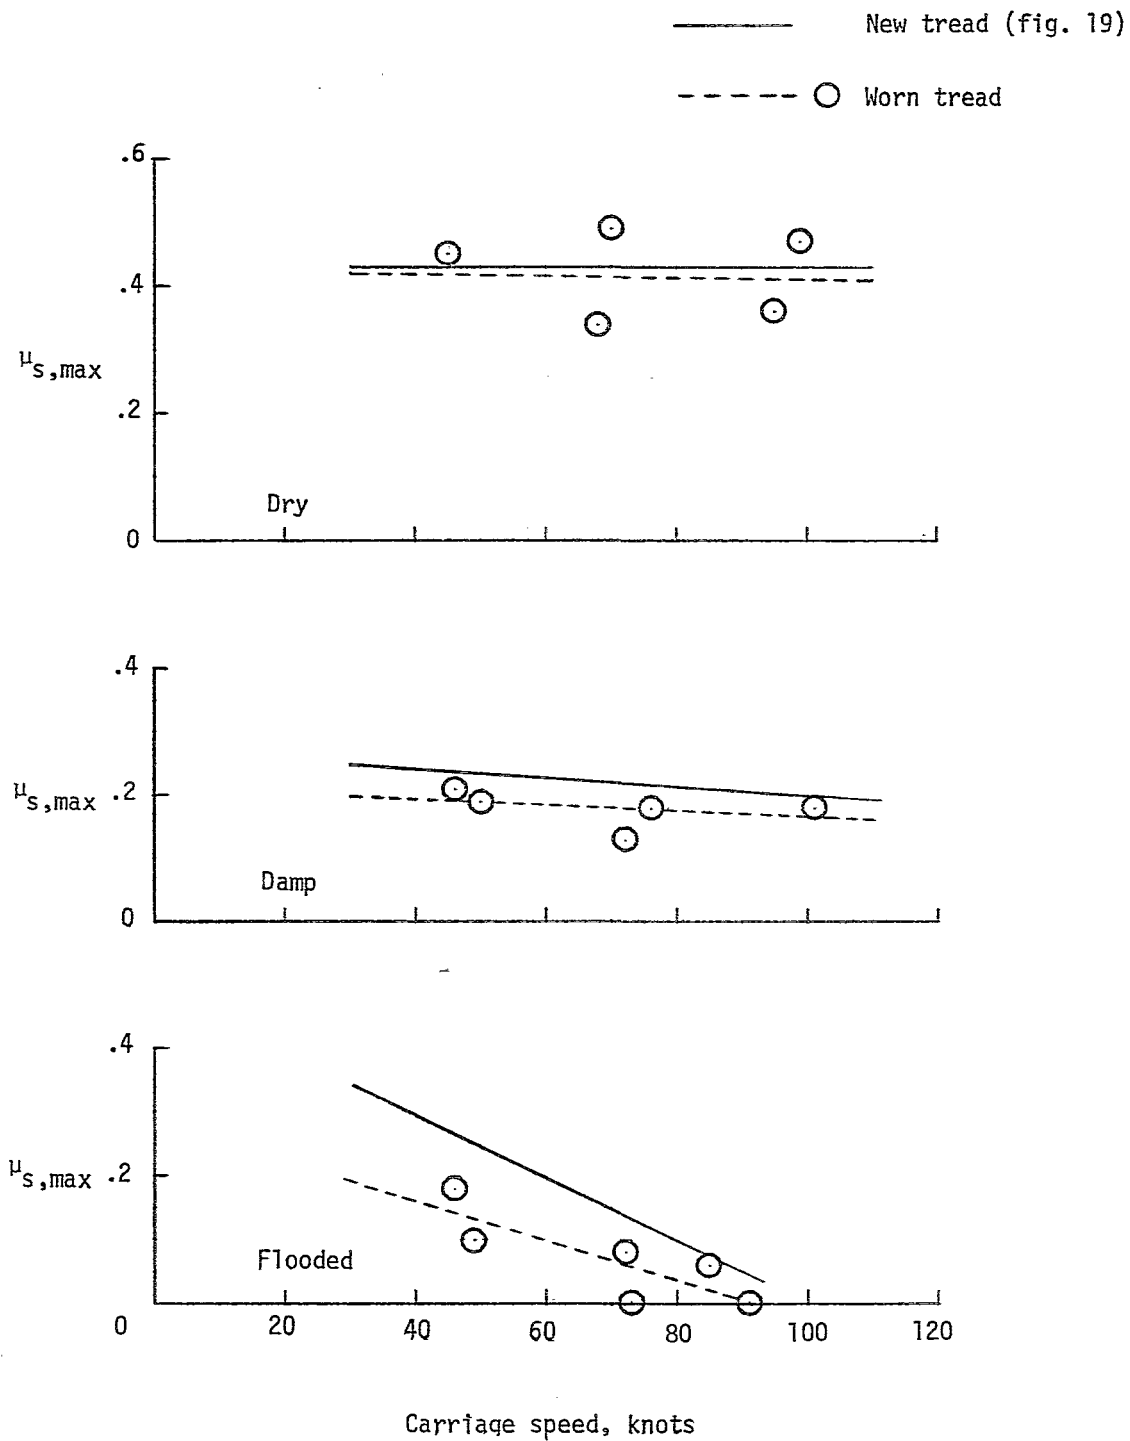 New tread (fig. 19)
Worn tread
.6
.4
μs,max
.2
Dry
0
.4
μs,max .2
Damp
0
.4
μs,max .2
Flooded
0 20 40 60 80 100 120
Carriage speed, knots